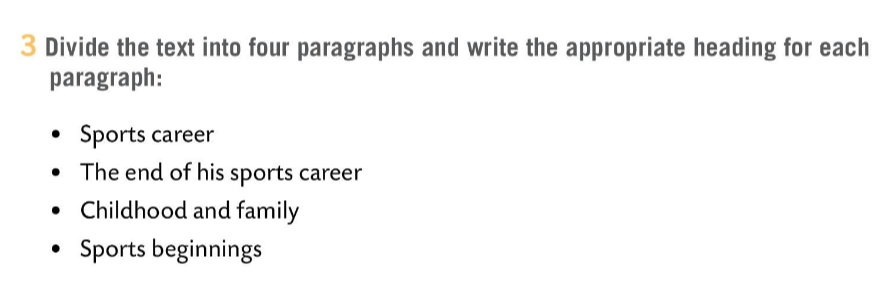 3 Divide the text into four paragraphs and write the appropriate heading for each
paragraph:
• Sports career
• The end of his sports career
• Childhood and family
• Sports beginnings